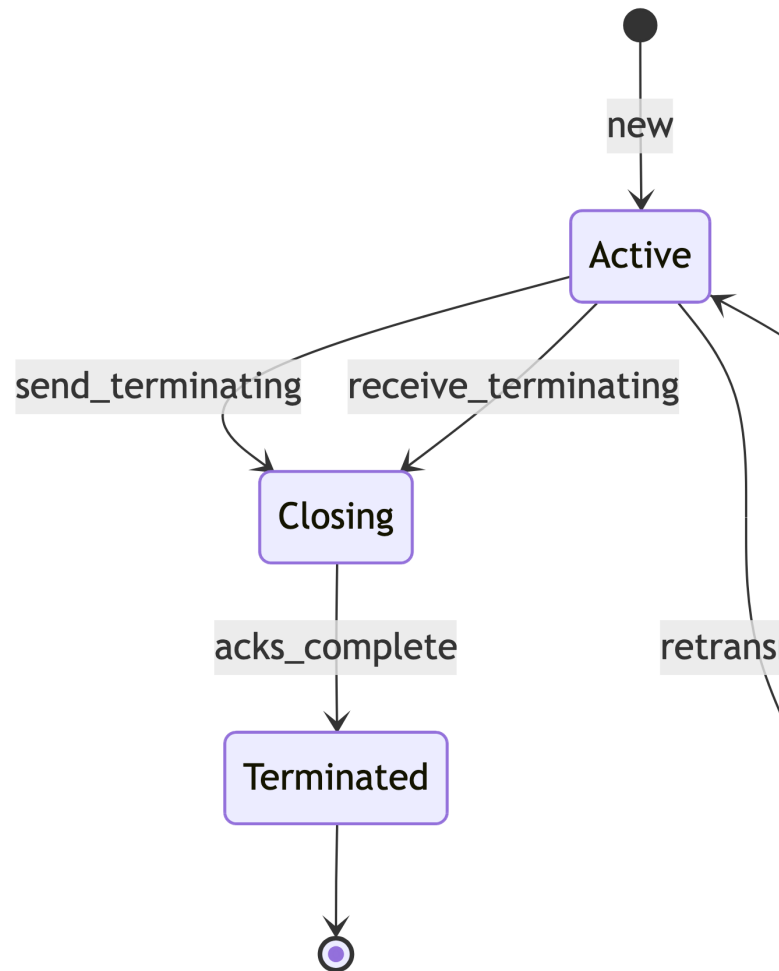 new
Active
send_terminating
receive_terminating
Closing
acks_complete
retrans
Terminated